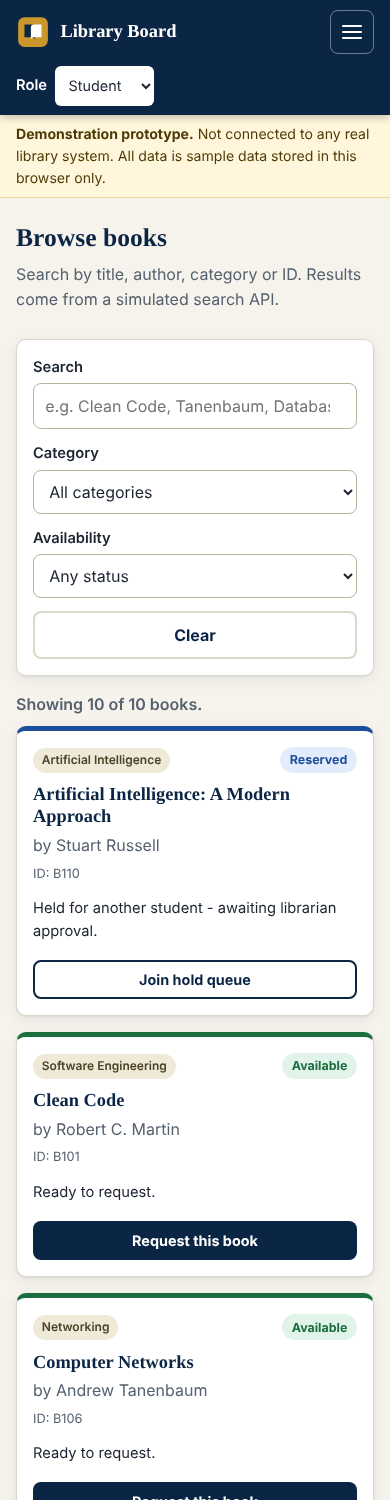 Library Board
Role
Student
Demonstration prototype. Not connected to any real
library system. All data is sample data stored in this
browser only.
Browse books
Search by title, author, category or ID. Results
come from a simulated search API.
Search
e.g. Clean Code, Tanenbaum, Databas
Category
All categories
Availability
Any status
Clear
Showing 10 of 10 books.
Artificial Intelligence
Reserved
Artificial Intelligence: A Modern
Approach
by Stuart Russell
ID: B110
Held for another student - awaiting librarian
approval.
Join hold queue
Software Engineering
Available
Clean Code
by Robert C. Martin
ID: B101
Ready to request.
Request this book
Networking
Available
Computer Networks
by Andrew Tanenbaum
ID: B106
Ready to request.
Request this book